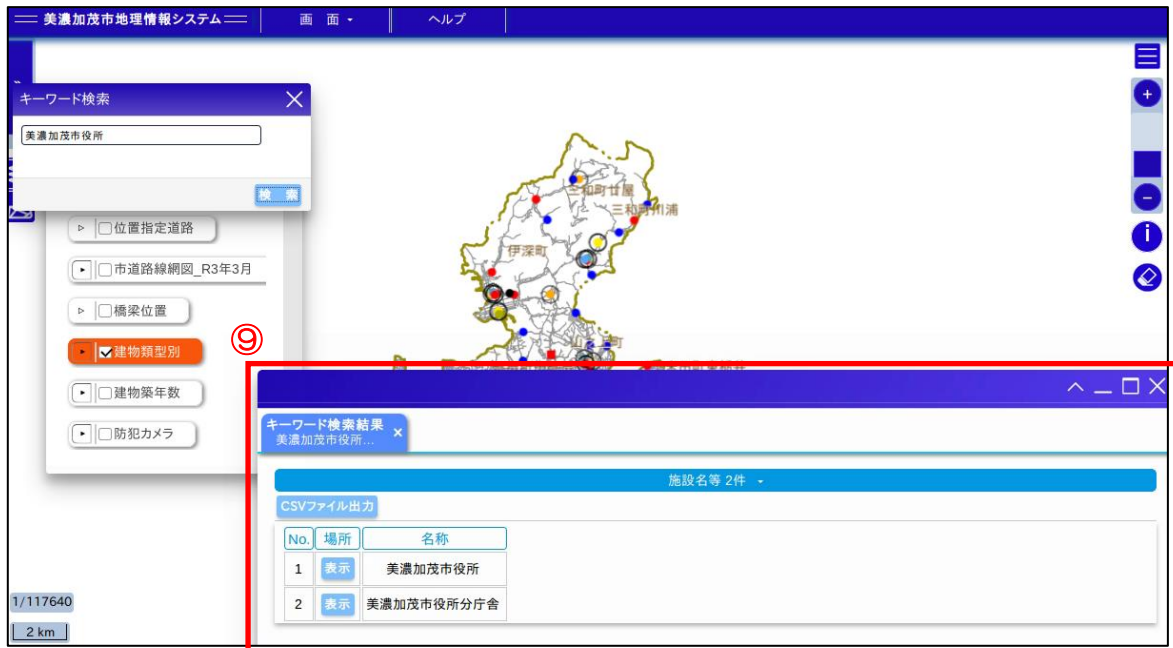 美濃加茂市地理情報システム
画 面
ヘルプ
キーワード検索
美濃加茂市役所
検 索
位置指定道路
市道路線網図_R3年3月
橋梁位置
建物類型別
建物築年数
防犯カメラ
三和町廿屋
三和町川浦
伊深町
⑨
キーワード検索結果
美濃加茂市役所...
施設名等 2件
CSVファイル出力
No. 場所 名称
1 表示 美濃加茂市役所
2 表示 美濃加茂市役所分庁舎
1/117640
2 km